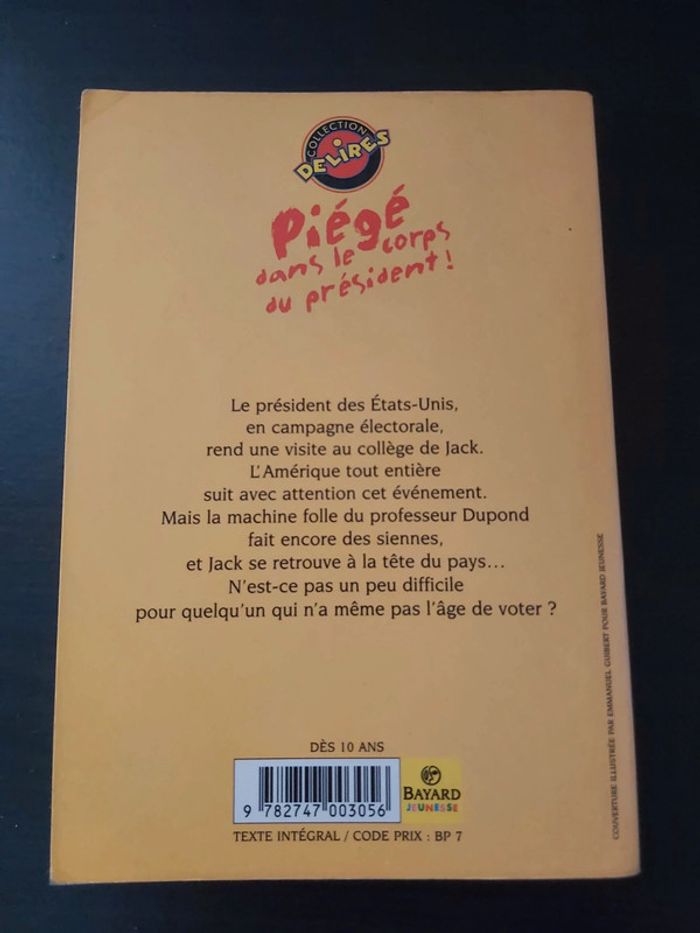 COLLECTION
DELIRES
Piégé
dans le corps
du président !
Le président des États-Unis,
en campagne électorale,
rend une visite au collège de Jack.
L'Amérique tout entière
suit avec attention cet événement.
Mais la machine folle du professeur Dupond
fait encore des siennes,
et Jack se retrouve à la tête du pays...
N'est-ce pas un peu difficile
pour quelqu'un qui n'a même pas l'âge de voter ?
COUVERTURE ILLUSTRÉE PAR EMMANUEL GUIBERT POUR BAYARD JEUNESSE
DÈS 10 ANS
9 782747 003056
BAYARD
JEUNESSE
TEXTE INTÉGRAL / CODE PRIX : BP 7